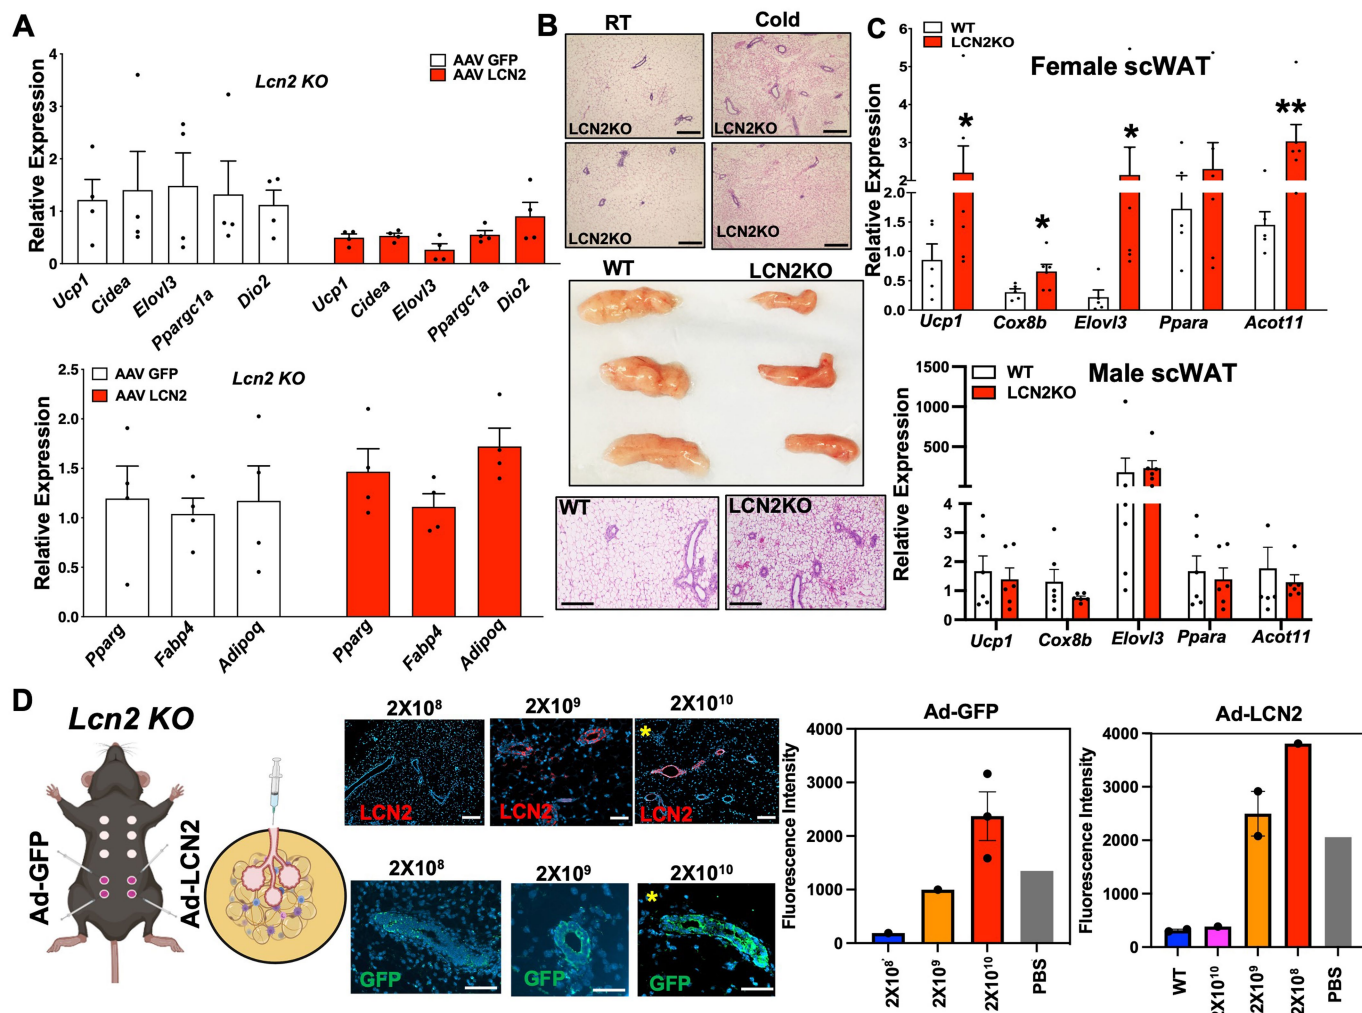 A
4
3
2
1
0
Relative Expression
Lcn2 KO
AAV GFP
AAV LCN2
Ucp1
Cidea
Elovl3
Ppargc1a
Dio2
Ucp1
Cidea
Elovl3
Ppargc1a
Dio2
2.5
2.0
1.5
1.0
0.5
0.0
Relative Expression
AAV GFP
AAV LCN2
Lcn2 KO
Pparg
Fabp4
Adipoq
Pparg
Fabp4
Adipoq
B
RT
Cold
LCN2KO
LCN2KO
LCN2KO
LCN2KO
WT
LCN2KO
WT
LCN2KO
C
WT
LCN2KO
Female scWAT
6
5
4
3
2
2.0
1.5
1.0
0.5
0.0
Relative Expression
*
*
*
**
Ucp1
Cox8b
Elovl3
Ppara
Acot11
1500
1000
500
4
3
2
1
0
Relative Expression
WT
LCN2KO
Male scWAT
Ucp1
Cox8b
Elovl3
Ppara
Acot11
D
Lcn2 KO
Ad-GFP
Ad-LCN2
2X10⁸
2X10⁹
2X10¹⁰
*
LCN2
LCN2
LCN2
2X10⁸
2X10⁹
2X10¹⁰
*
GFP
GFP
GFP
Ad-GFP
4000
3000
2000
1000
0
Fluorescence Intensity
2X10⁸
2X10⁹
2X10¹⁰
PBS
Ad-LCN2
4000
3000
2000
1000
0
Fluorescence Intensity
WT
2X10¹⁰
2X10⁹
2X10⁸
PBS